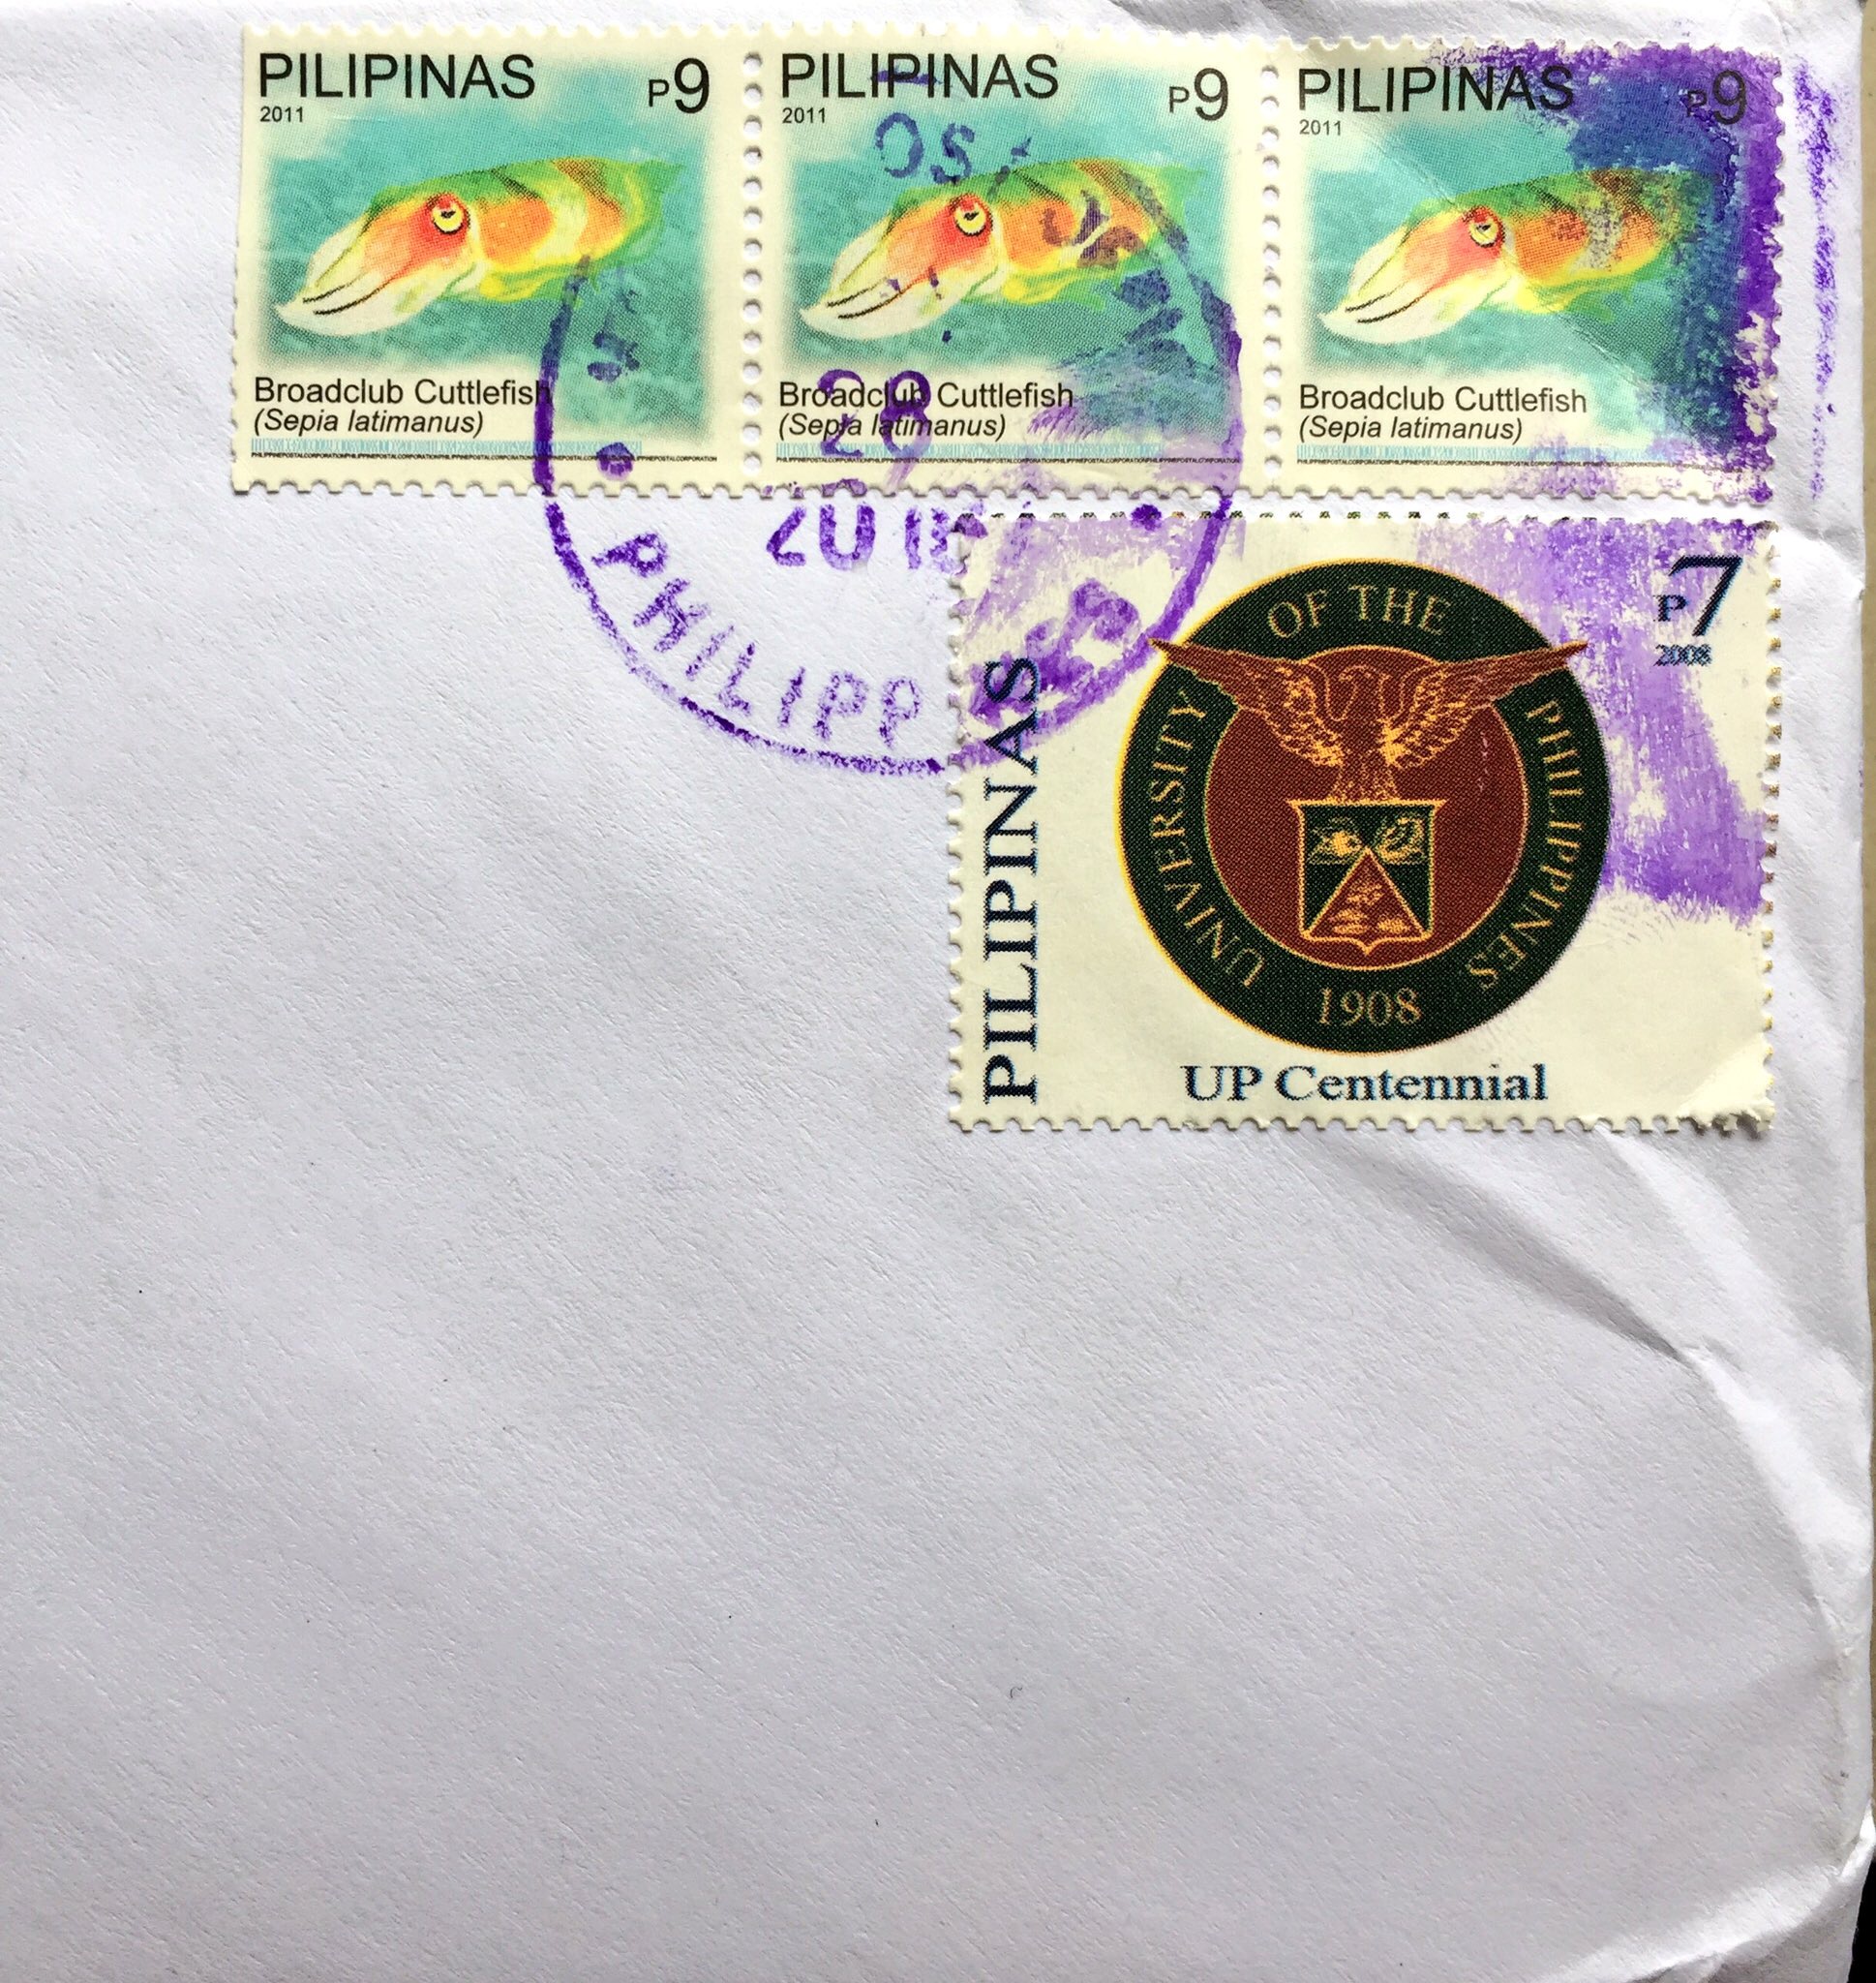 PILIPINAS P9
2011
Broadclub Cuttlefish
(Sepia latimanus)
PILIPINAS P9
2011
Broadclub Cuttlefish
(Sepia latimanus)
PILIPINAS P9
2011
Broadclub Cuttlefish
(Sepia latimanus)
28
PILIPINAS
P7
2008
UNIVERSITY OF THE PHILIPPINES
1908
UP Centennial